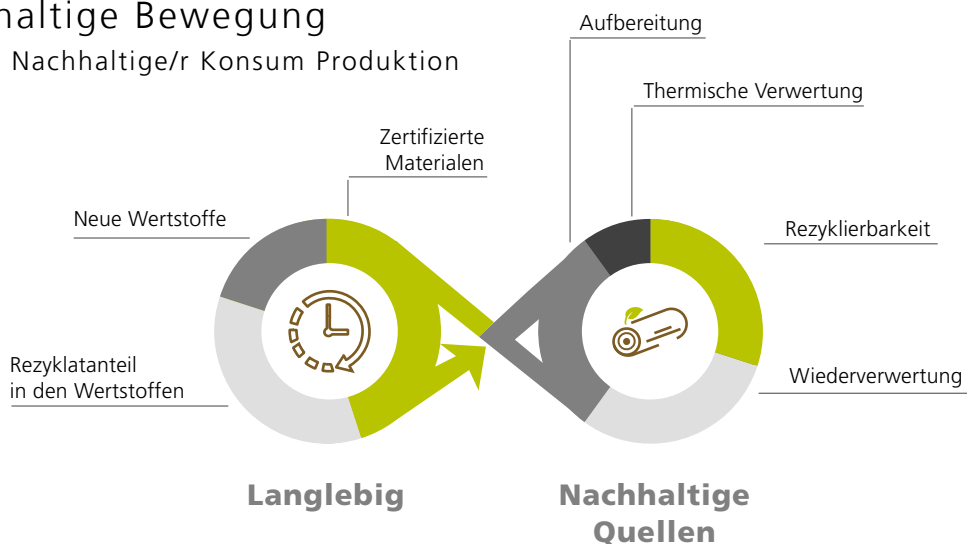 haltige Bewegung
Nachhaltige/r Konsum Produktion
Aufbereitung
Thermische Verwertung
Zertifizierte
Materialen
Neue Wertstoffe
Rezyklierbarkeit
Rezyklatanteil
in den Wertstoffen
Wiederverwertung
Langlebig
Nachhaltige
Quellen